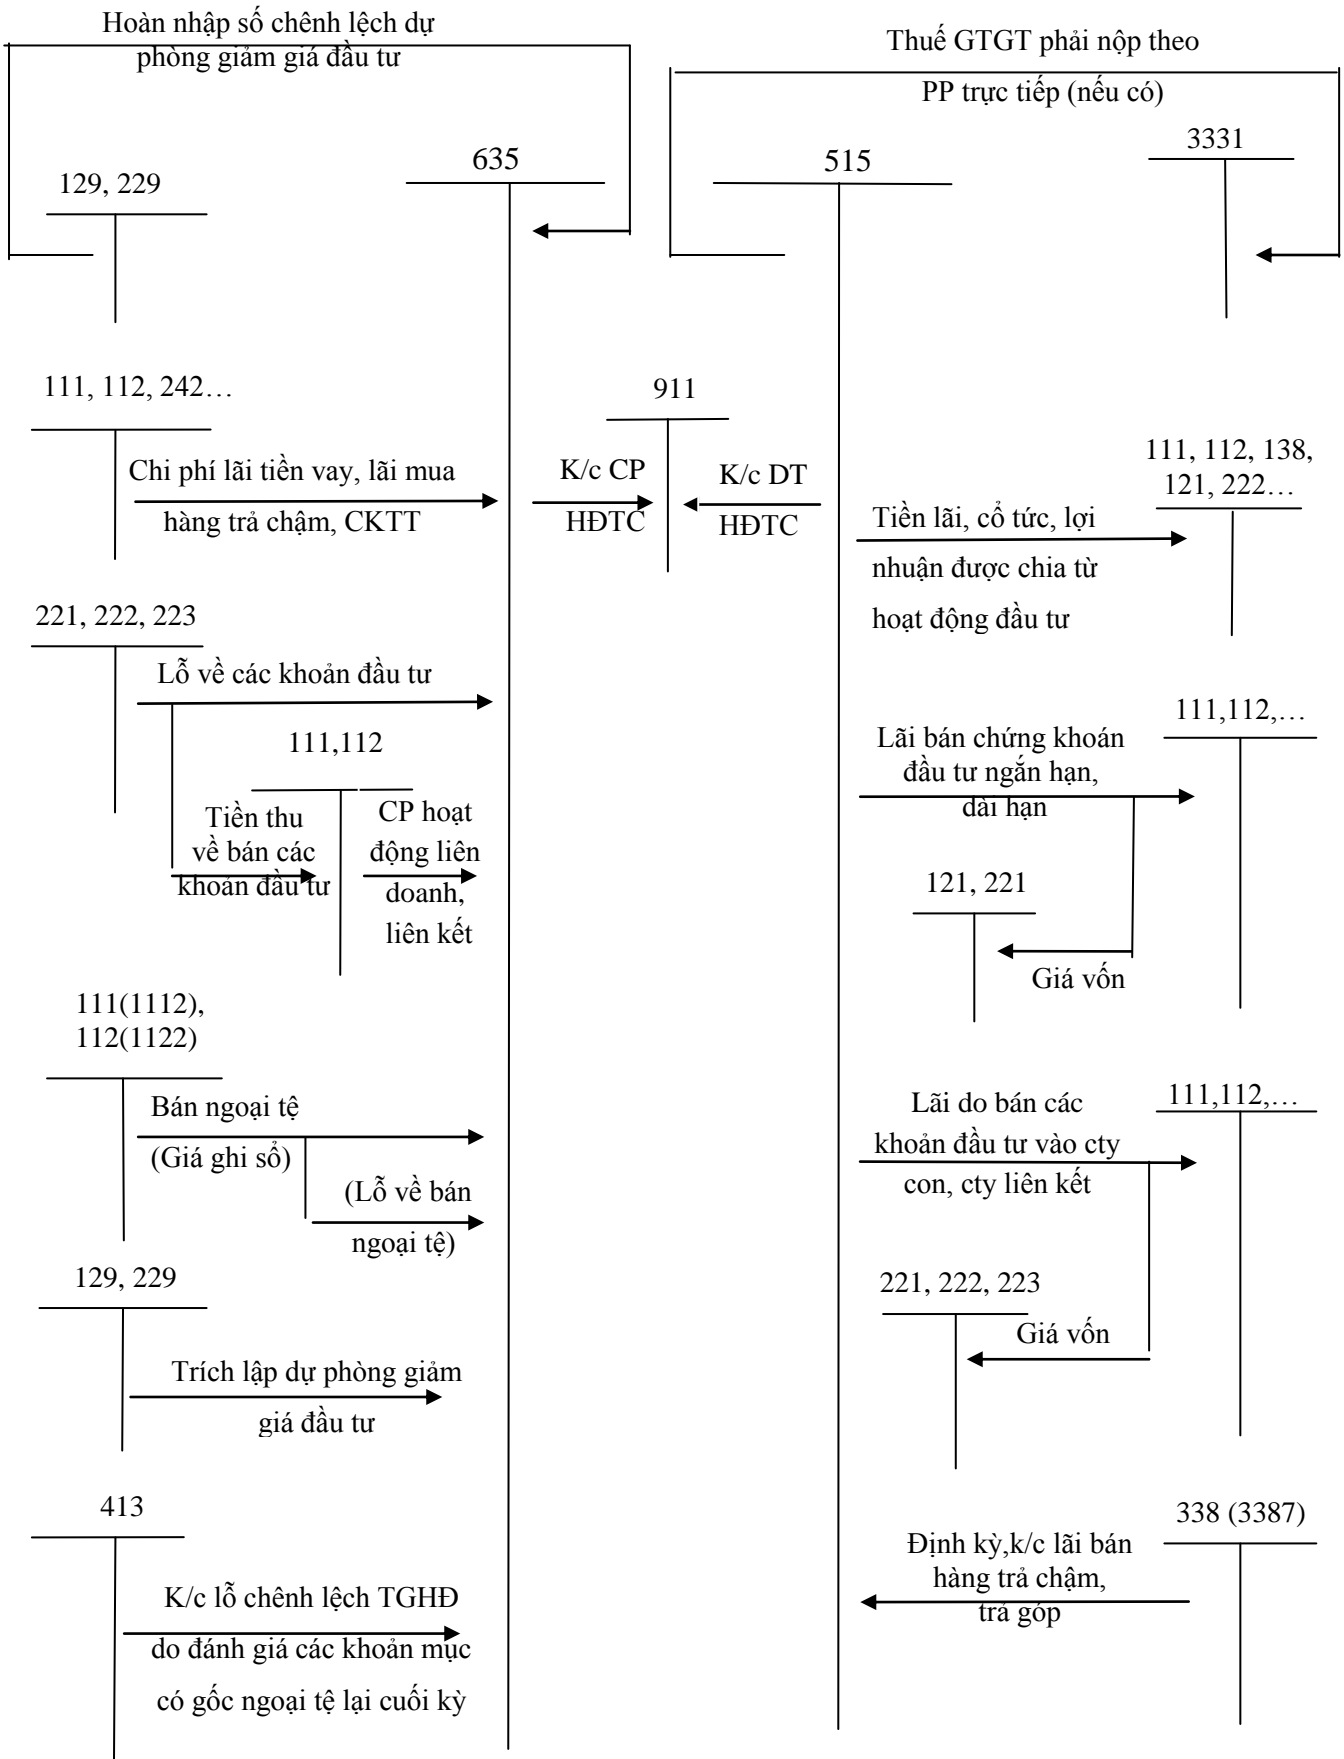 Hoàn nhập số chênh lệch dự
phòng giảm giá đầu tư
Thuế GTGT phải nộp theo
PP trực tiếp (nếu có)
129, 229
635
515
3331
111, 112, 242…
Chi phí lãi tiền vay, lãi mua
hàng trả chậm, CKTT
911
K/c CP
HĐTC
K/c DT
HĐTC
111, 112, 138,
121, 222…
Tiền lãi, cổ tức, lợi
nhuận được chia từ
hoạt động đầu tư
221, 222, 223
Lỗ về các khoản đầu tư
111,112
Tiền thu
về bán các
khoản đầu tư
CP hoạt
động liên
doanh,
liên kết
111,112,…
Lãi bán chứng khoán
đầu tư ngắn hạn,
dài hạn
121, 221
Giá vốn
111(1112),
112(1122)
Bán ngoại tệ
(Giá ghi sổ)
(Lỗ về bán
ngoại tệ)
111,112,…
Lãi do bán các
khoản đầu tư vào cty
con, cty liên kết
221, 222, 223
Giá vốn
129, 229
Trích lập dự phòng giảm
giá đầu tư
413
K/c lỗ chênh lệch TGHĐ
do đánh giá các khoản mục
có gốc ngoại tệ lại cuối kỳ
338 (3387)
Định kỳ,k/c lãi bán
hàng trả chậm,
trả góp